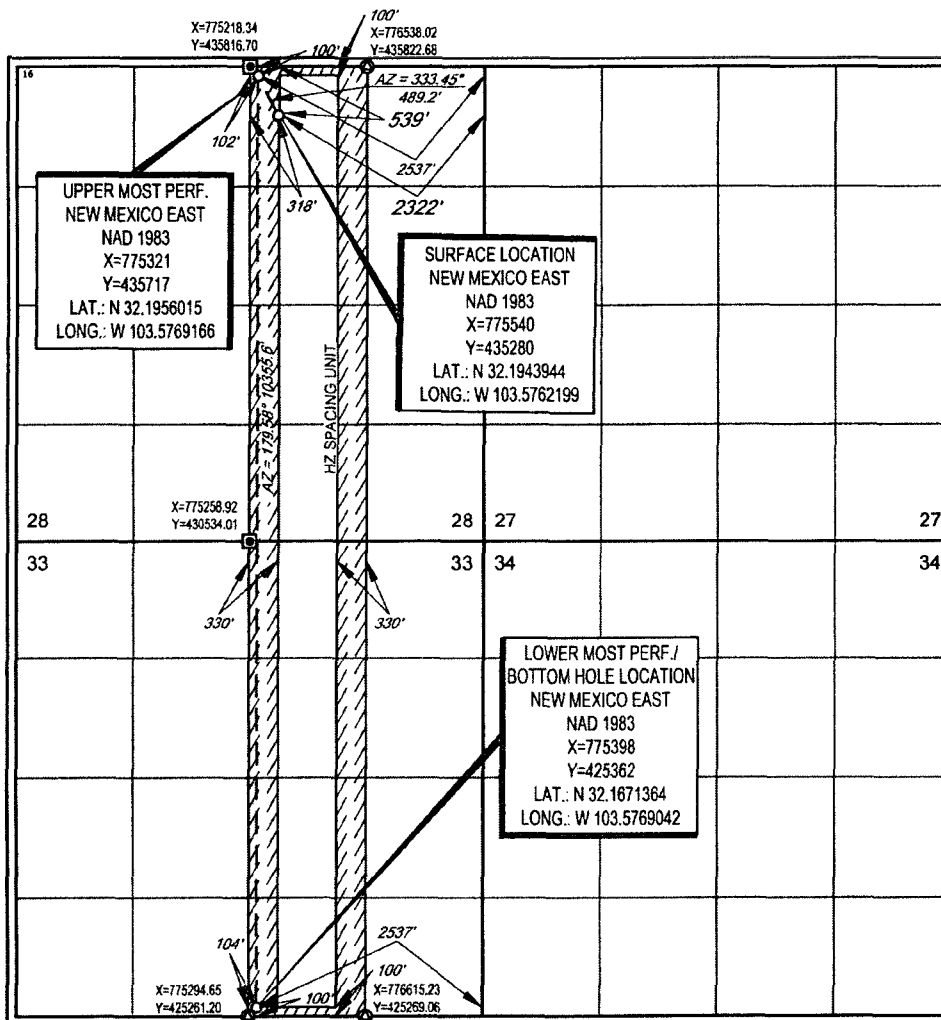 X=775218.34
Y=435816.70
100'
X=776538.02
Y=435822.68
100'
16
AZ = 333.45°
489.2'
539'
102'
2537'
318'
2322'
UPPER MOST PERF.
NEW MEXICO EAST
NAD 1983
X=775321
Y=435717
LAT.: N 32.1956015
LONG.: W 103.5769166
SURFACE LOCATION
NEW MEXICO EAST
NAD 1983
X=775540
Y=435280
LAT.: N 32.1943944
LONG.: W 103.5762199
AZ = 179.58° 10355.6'
HZ SPACING UNIT
X=775258.92
Y=430534.01
28
28
27
27
33
33
34
34
330'
330'
LOWER MOST PERF./
BOTTOM HOLE LOCATION
NEW MEXICO EAST
NAD 1983
X=775398
Y=425362
LAT.: N 32.1671364
LONG.: W 103.5769042
104'
2537'
X=775294.65
Y=425261.20
100'
100'
X=776615.23
Y=425269.06